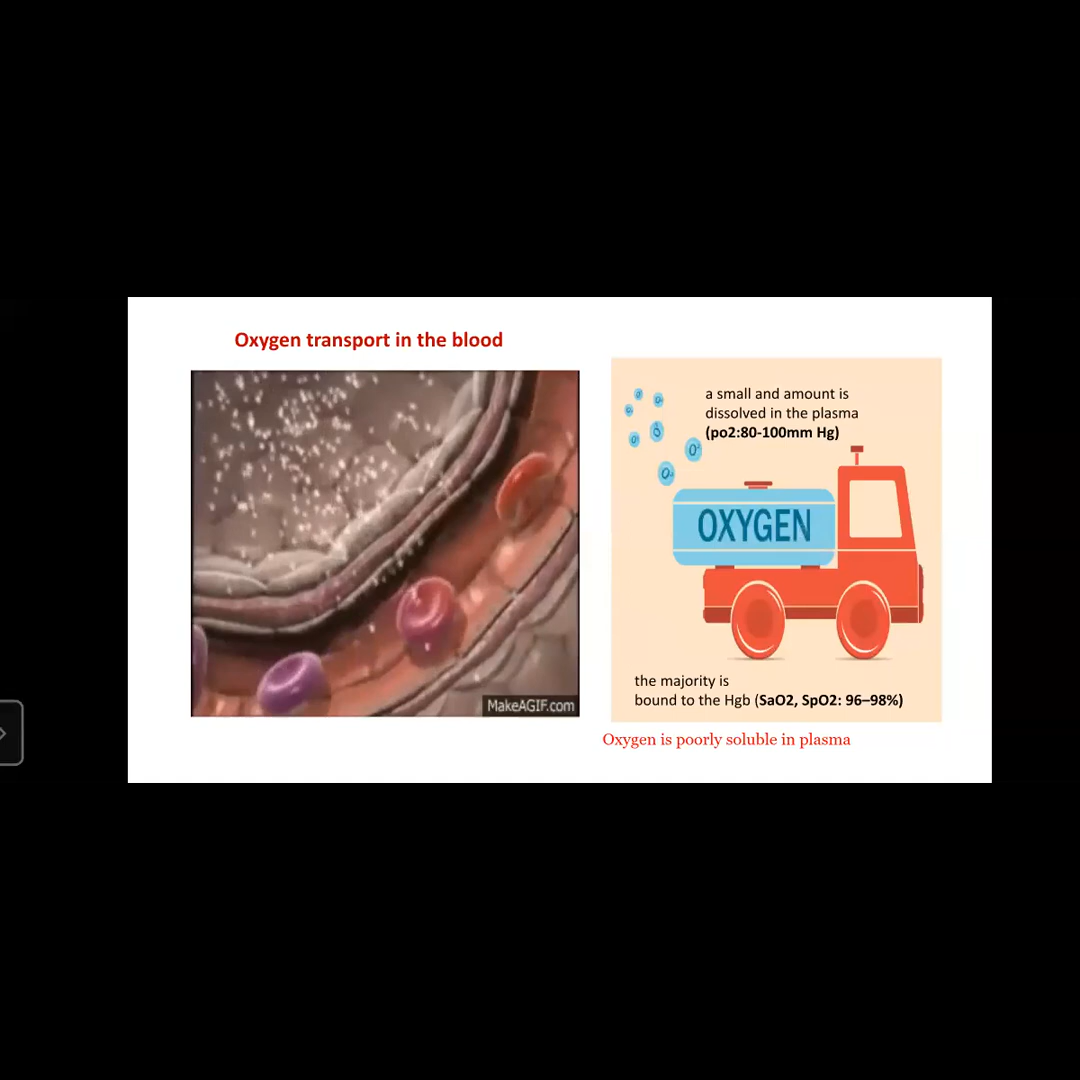 Oxygen transport in the blood
a small and amount is
dissolved in the plasma
(po2:80-100mm Hg)
OXYGEN
MakeAGIF.com
the majority is
bound to the Hgb (SaO2, SpO2: 96–98%)
Oxygen is poorly soluble in plasma